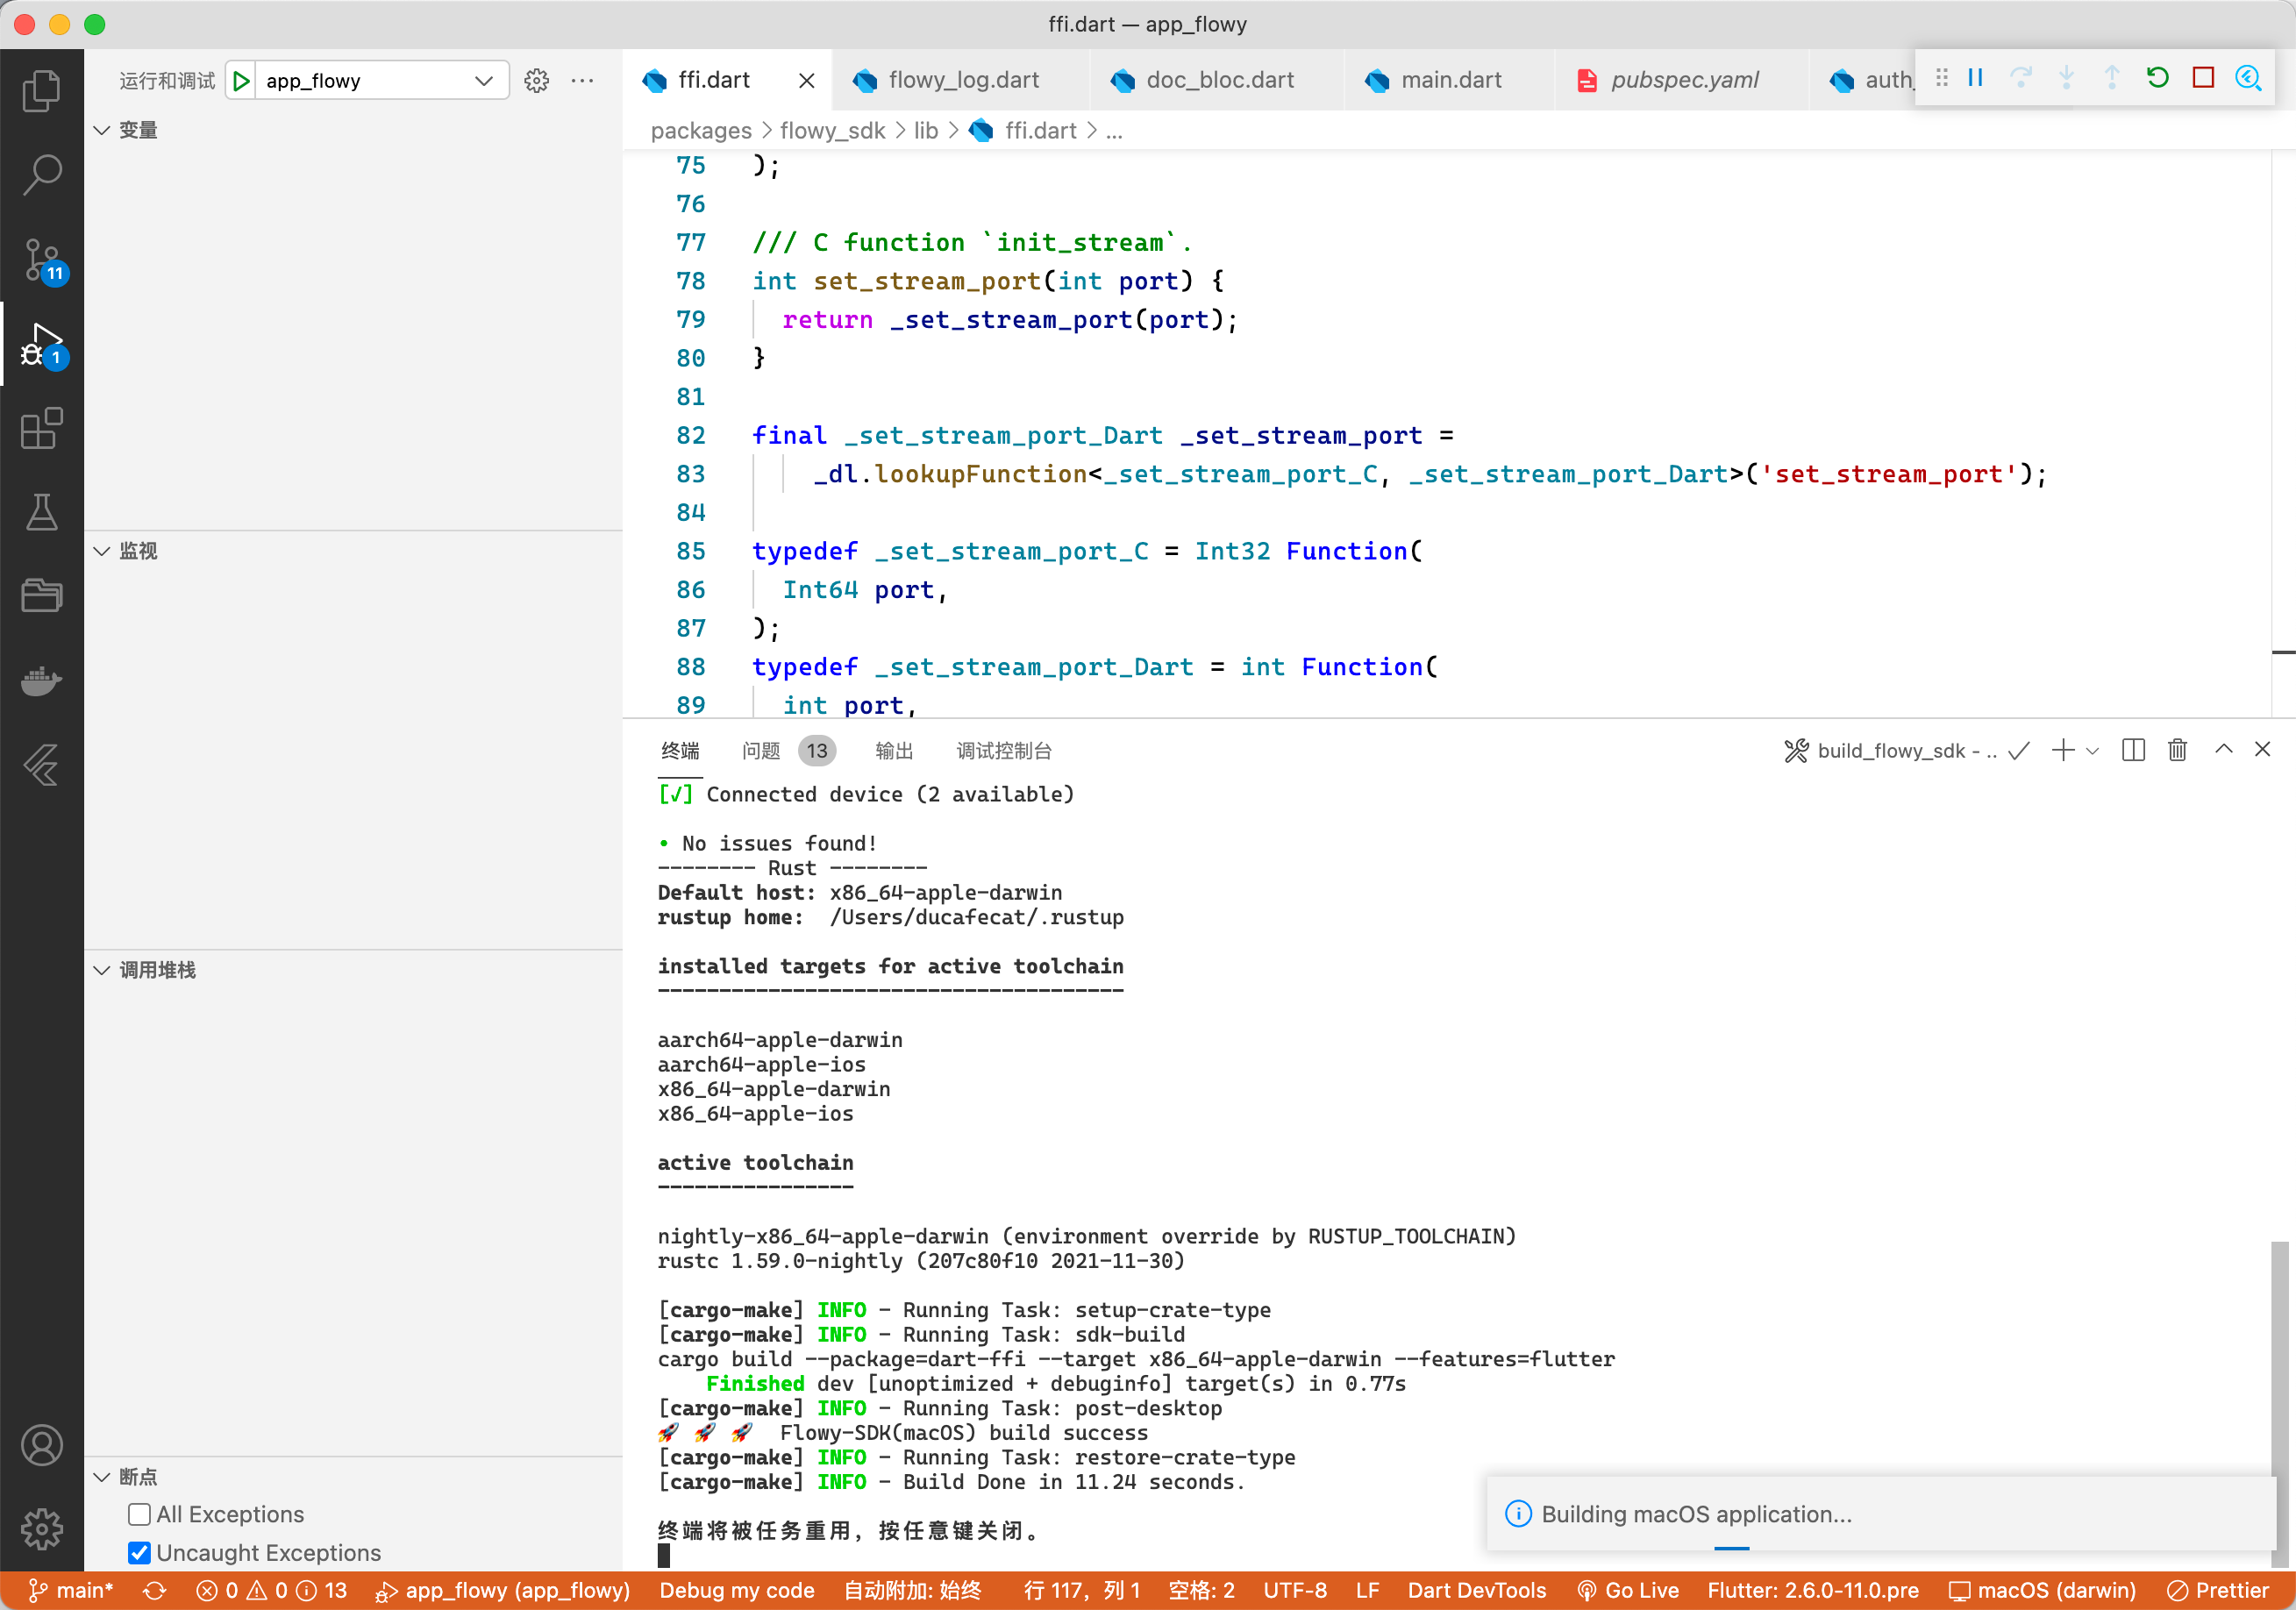 ffi.dart — app_flowy
运行和调试 app_flowy
变量
11
1
监视
调用堆栈
断点
All Exceptions
Uncaught Exceptions
ffi.dart flowy_log.dart doc_bloc.dart main.dart pubspec.yaml auth_
packages > flowy_sdk > lib > ffi.dart > ...
75 );
76
77 /// C function `init_stream`.
78 int set_stream_port(int port) {
79 return _set_stream_port(port);
80 }
81
82 final _set_stream_port_Dart _set_stream_port =
83 _dl.lookupFunction<_set_stream_port_C, _set_stream_port_Dart>('set_stream_port');
84
85 typedef _set_stream_port_C = Int32 Function(
86 Int64 port,
87 );
88 typedef _set_stream_port_Dart = int Function(
89 int port,
终端 问题 13 输出 调试控制台 build_flowy_sdk - ..
[✓] Connected device (2 available)
• No issues found!
-------- Rust --------
Default host: x86_64-apple-darwin
rustup home: /Users/ducafecat/.rustup
installed targets for active toolchain
--------------------------------------
aarch64-apple-darwin
aarch64-apple-ios
x86_64-apple-darwin
x86_64-apple-ios
active toolchain
----------------
nightly-x86_64-apple-darwin (environment override by RUSTUP_TOOLCHAIN)
rustc 1.59.0-nightly (207c80f10 2021-11-30)
[cargo-make] INFO - Running Task: setup-crate-type
[cargo-make] INFO - Running Task: sdk-build
cargo build --package=dart-ffi --target x86_64-apple-darwin --features=flutter
Finished dev [unoptimized + debuginfo] target(s) in 0.77s
[cargo-make] INFO - Running Task: post-desktop
🚀 🚀 🚀 Flowy-SDK(macOS) build success
[cargo-make] INFO - Running Task: restore-crate-type
[cargo-make] INFO - Build Done in 11.24 seconds.
终端将被任务重用，按任意键关闭。
Building macOS application...
main* 0 0 13 app_flowy (app_flowy) Debug my code 自动附加: 始终 行 117，列 1 空格: 2 UTF-8 LF Dart DevTools Go Live Flutter: 2.6.0-11.0.pre macOS (darwin) Prettier